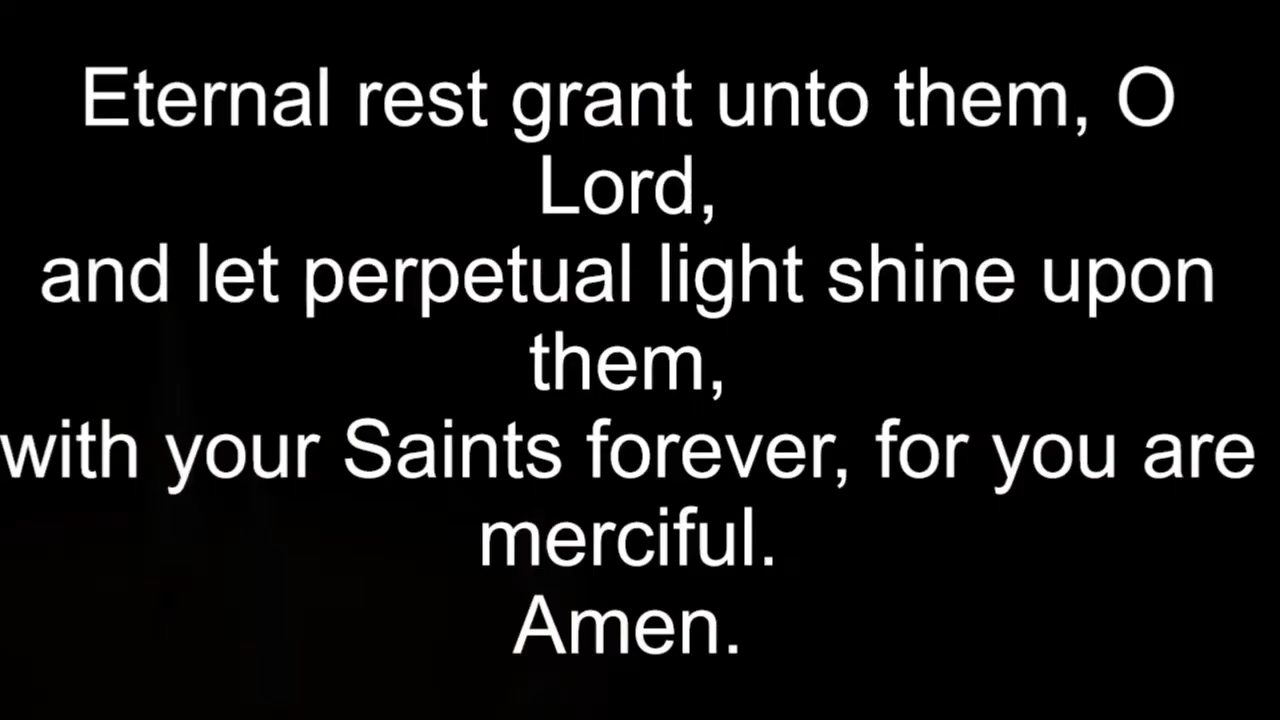 Eternal rest grant unto them, O
Lord,
and let perpetual light shine upon
them,
with your Saints forever, for you are
merciful.
Amen.